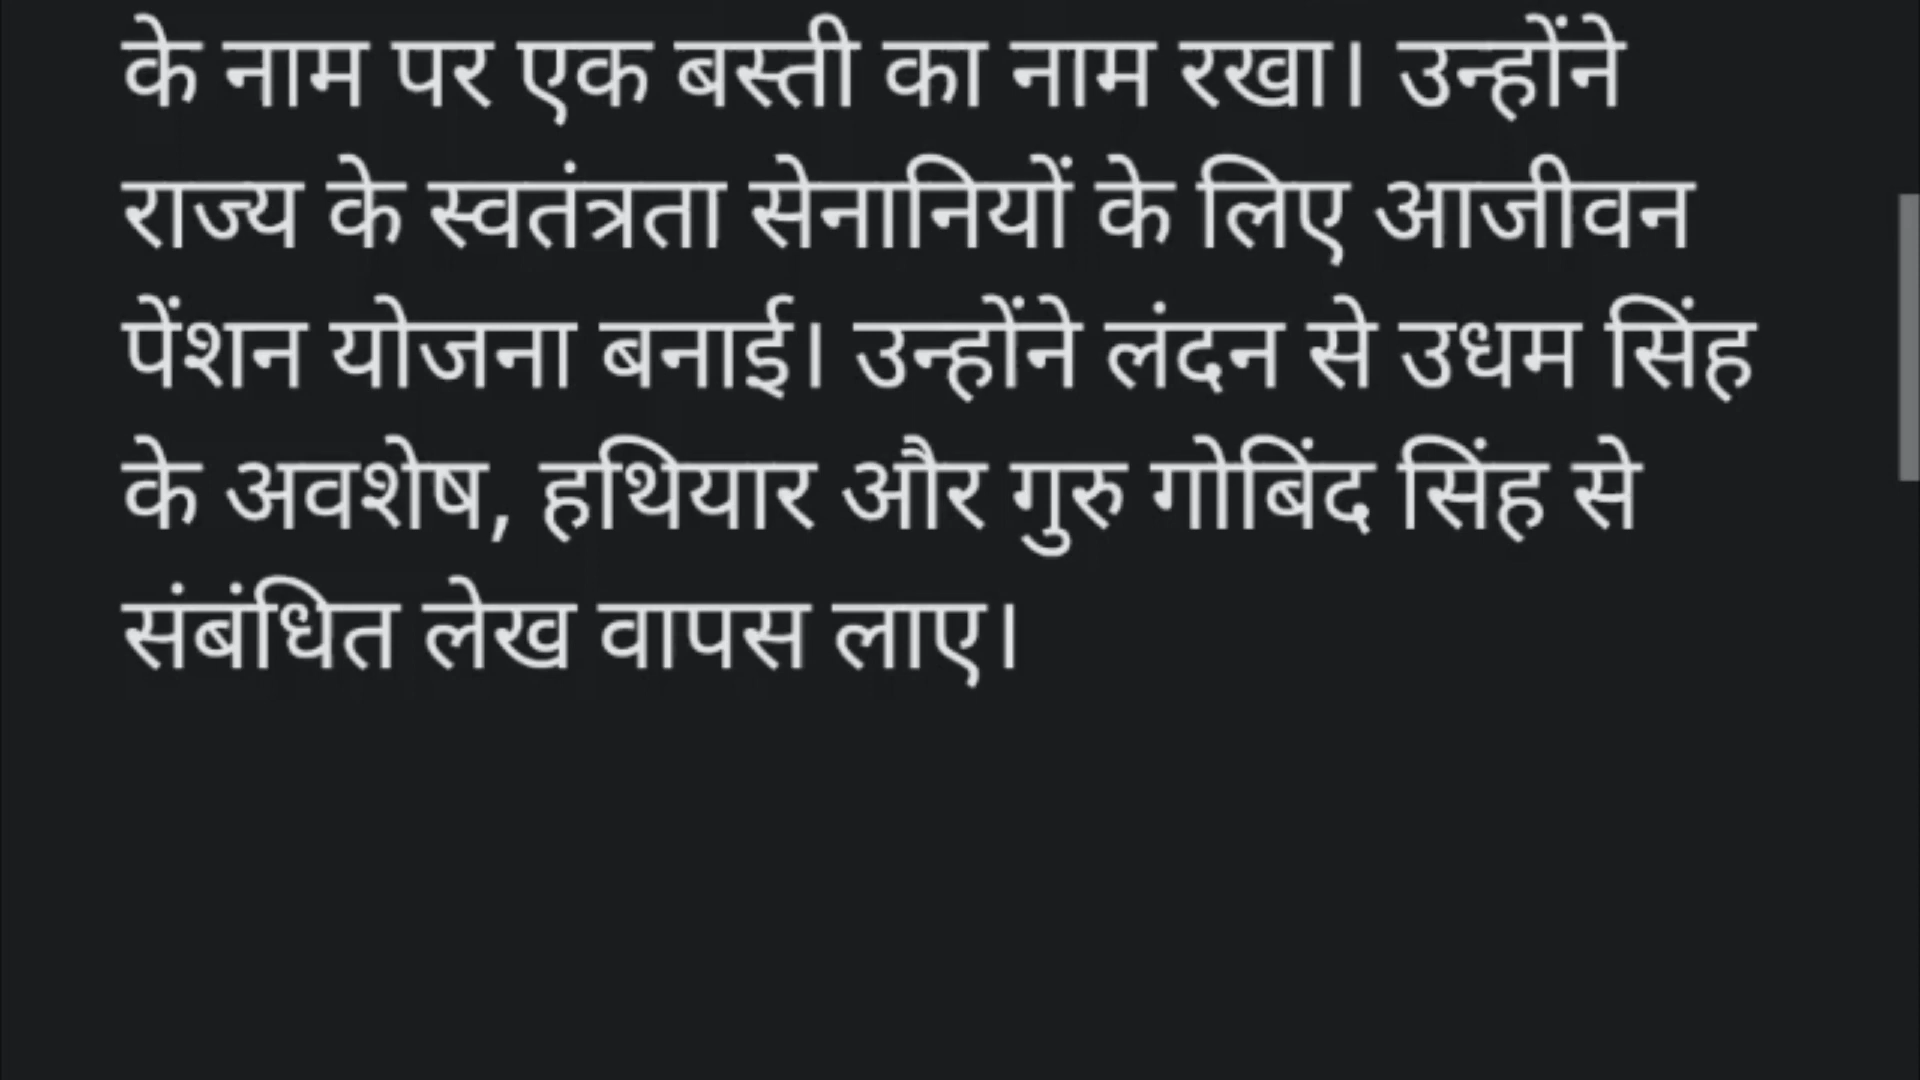 के नाम पर एक बस्ती का नाम रखा। उन्होंने
राज्य के स्वतंत्रता सेनानियों के लिए आजीवन
पेंशन योजना बनाई। उन्होंने लंदन से उधम सिंह
के अवशेष, हथियार और गुरु गोबिंद सिंह से
संबंधित लेख वापस लाए।